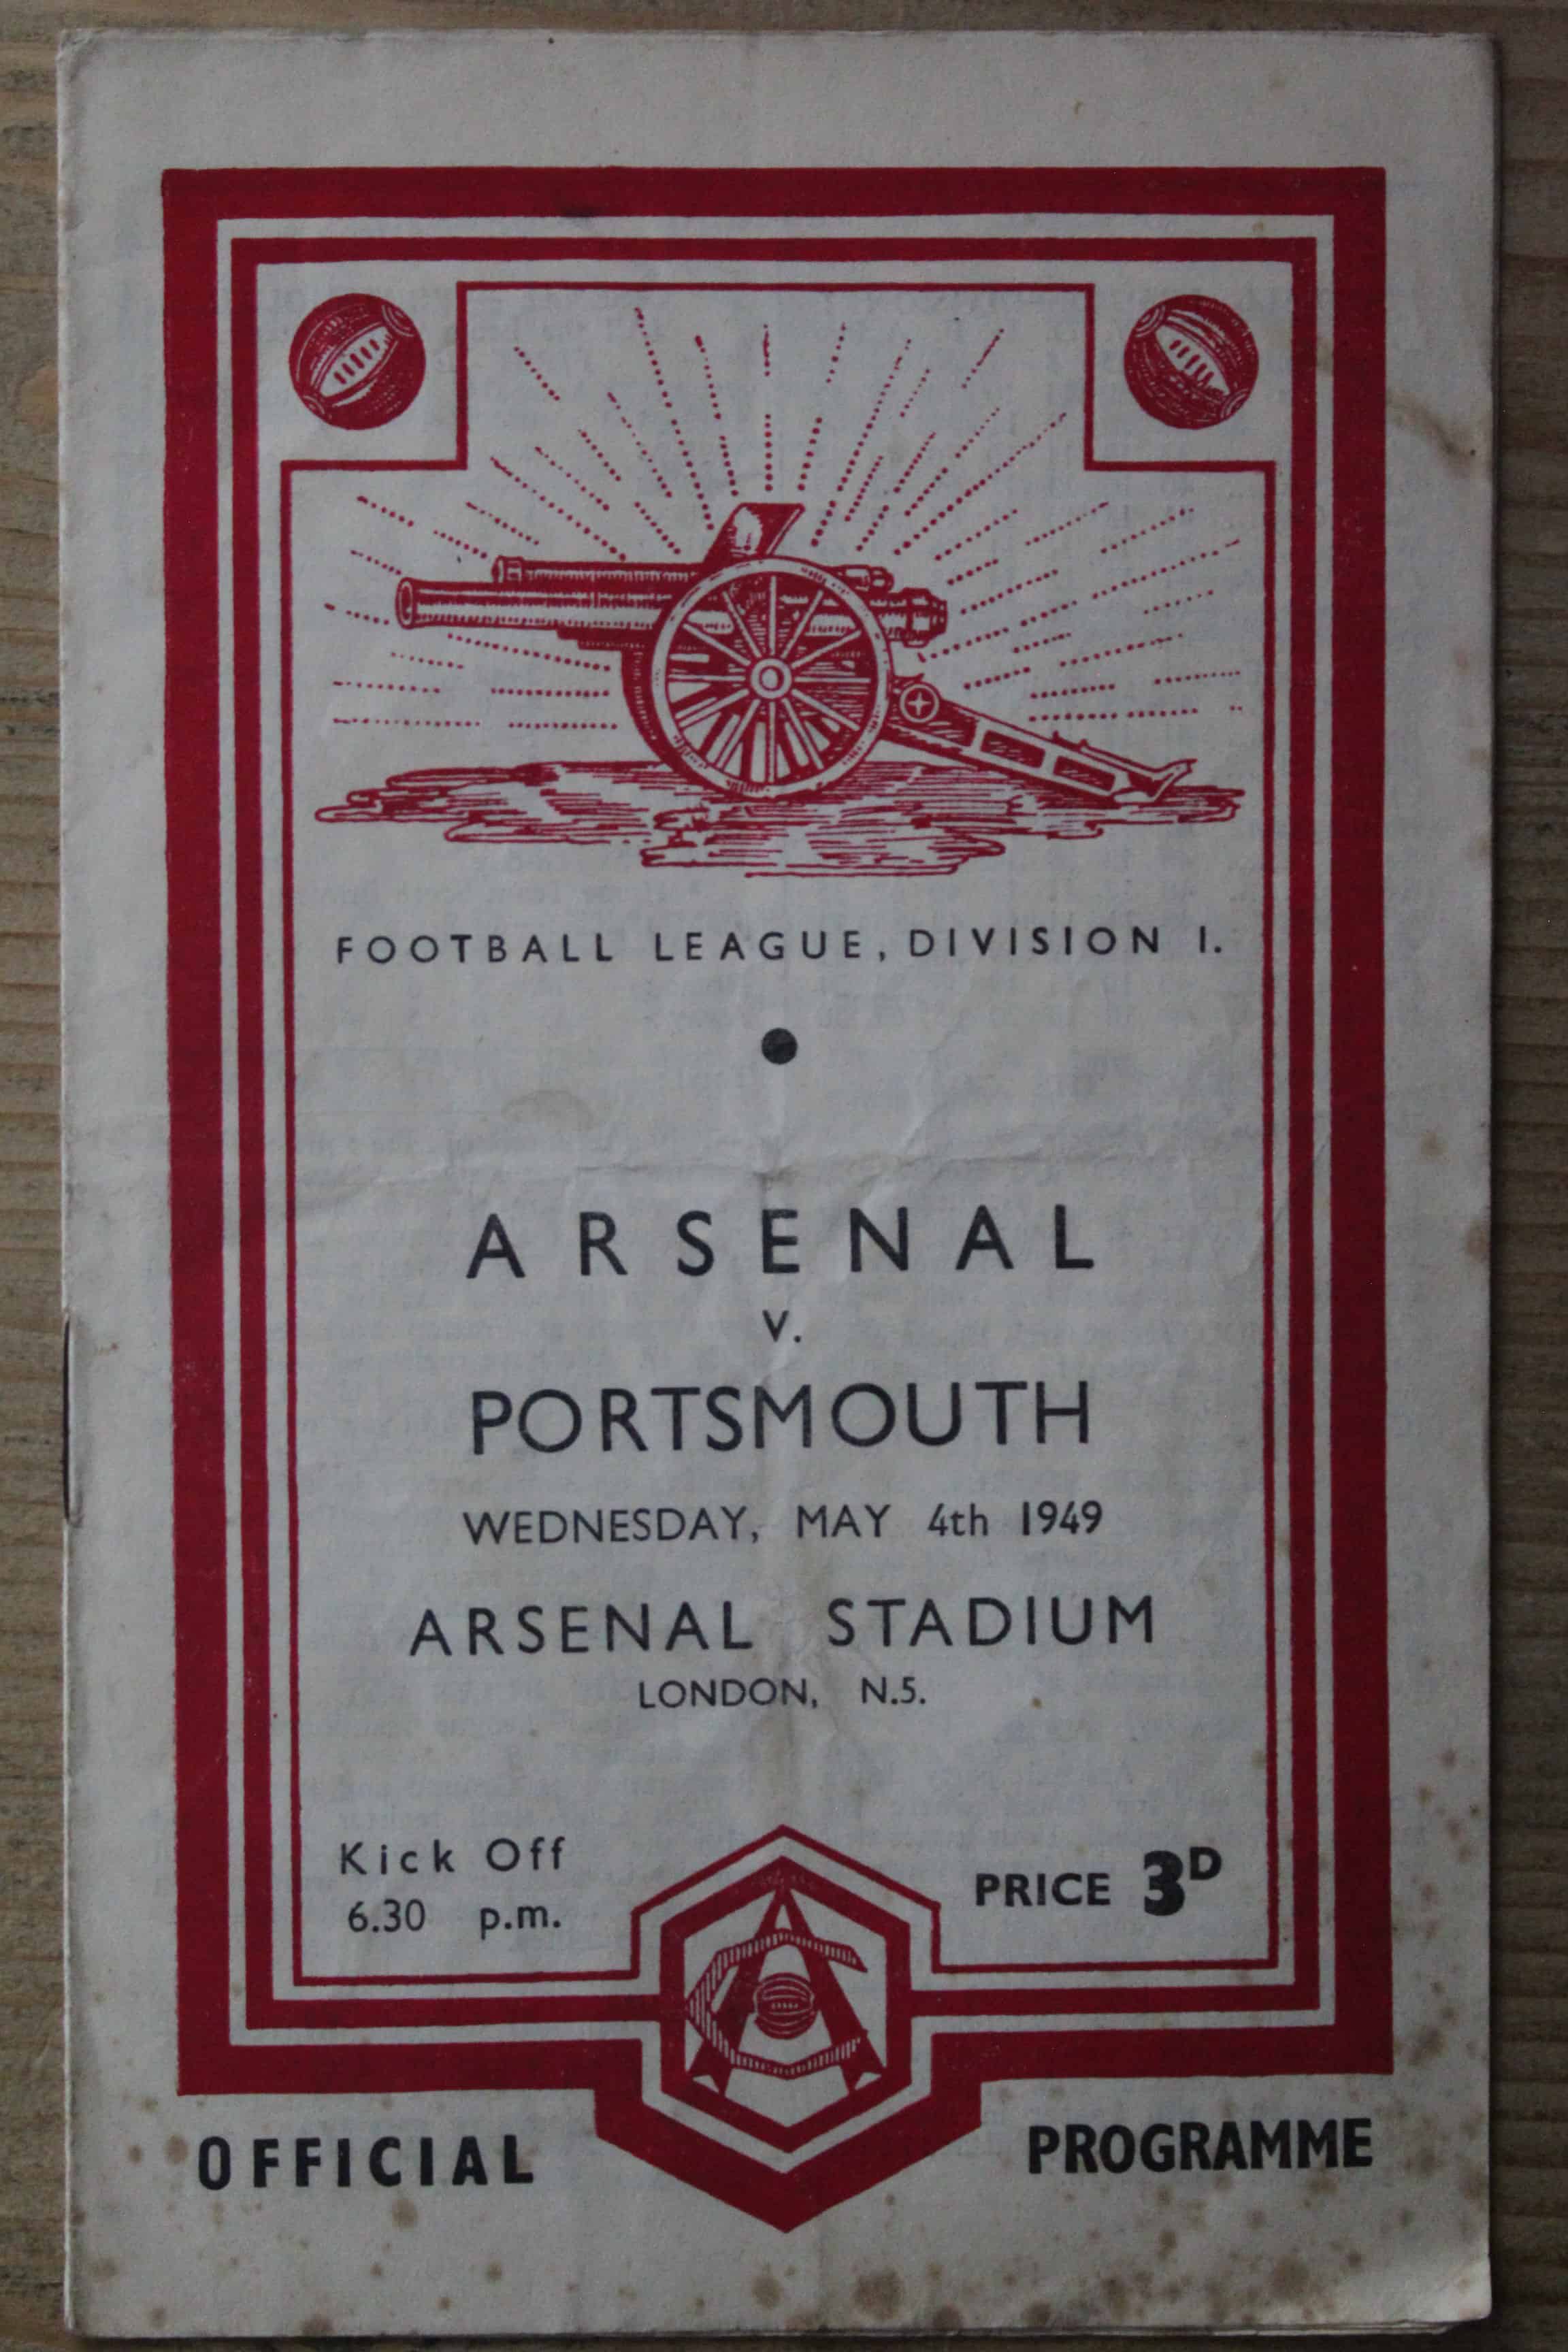 FOOTBALL LEAGUE, DIVISION I.
ARSENAL
v.
PORTSMOUTH
WEDNESDAY, MAY 4th 1949
ARSENAL STADIUM
LONDON, N.5.
Kick Off
6.30 p.m.
PRICE 3D
OFFICIAL PROGRAMME